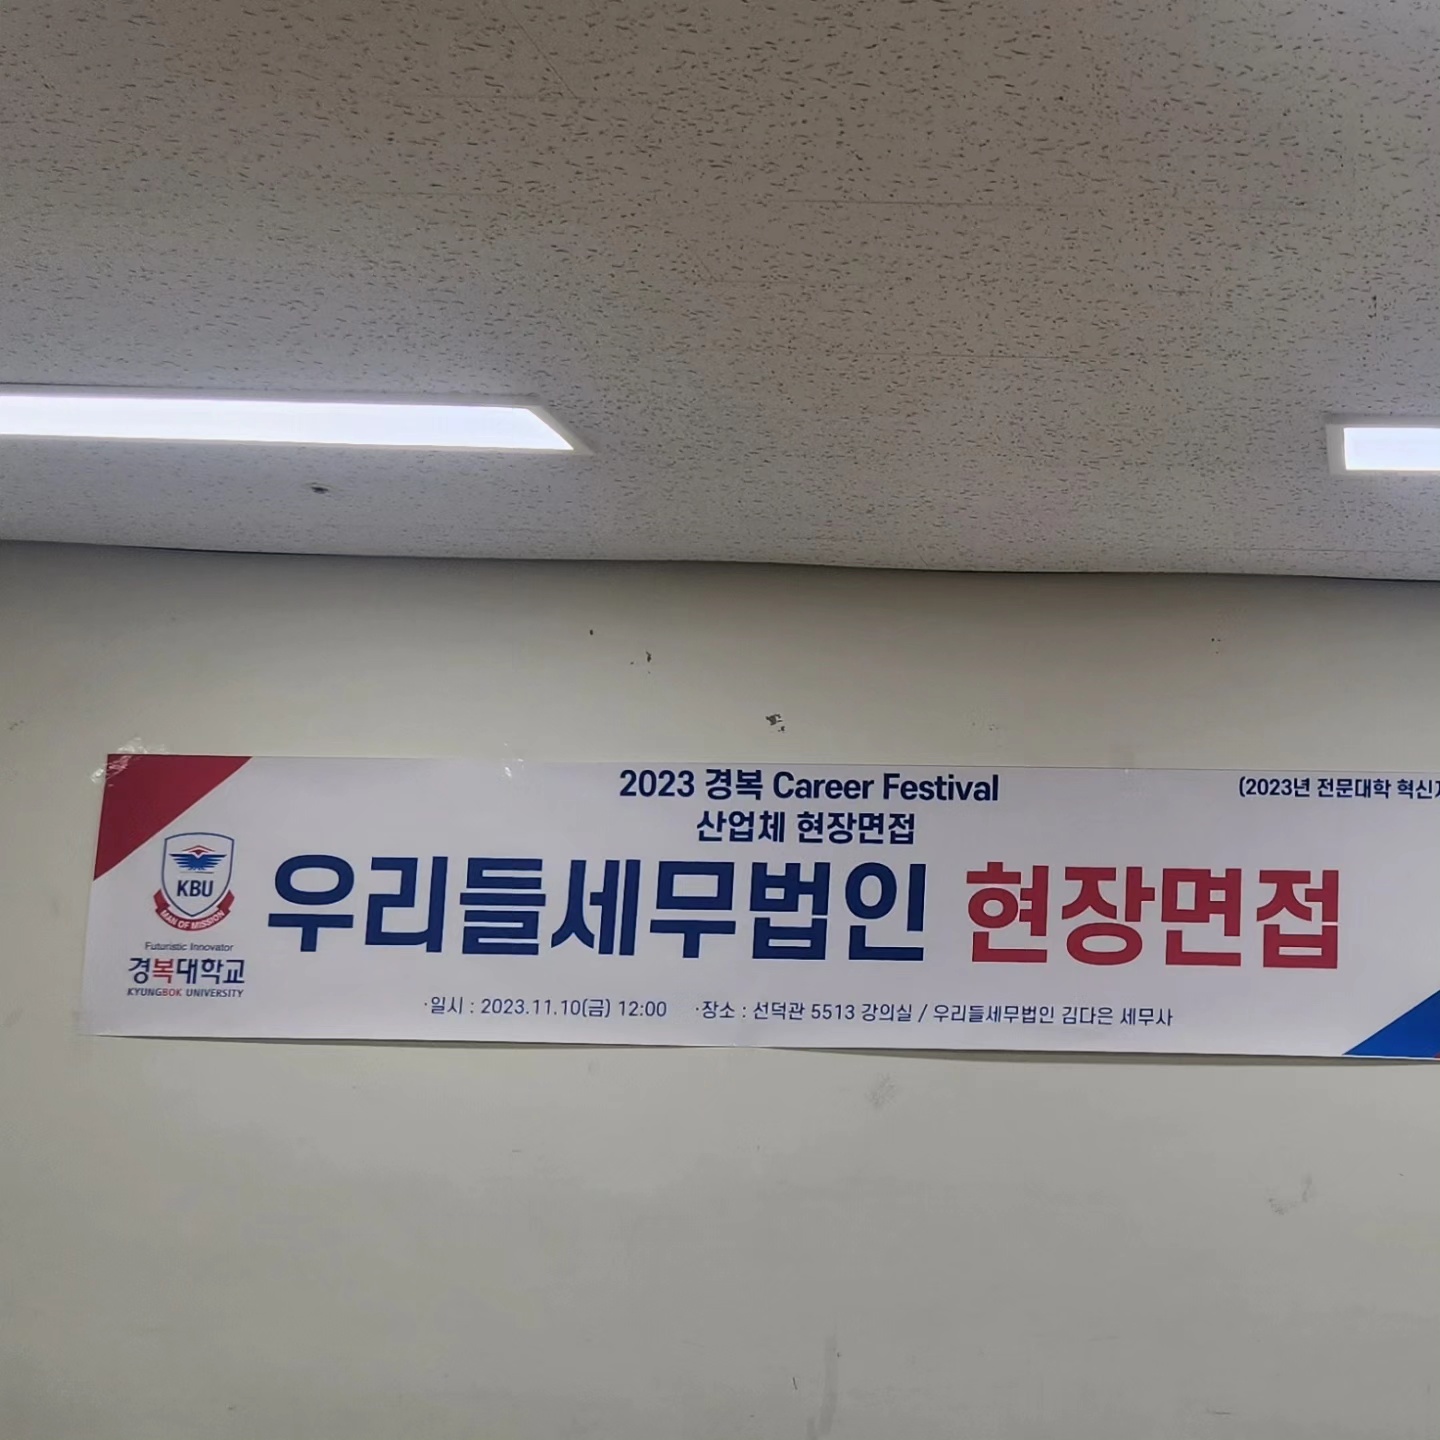 2023 경복 Career Festival
(2023년 전문대학
산업체 현장면접
우리들세무법인 현장면접
KBU
MAN OF MISSION
Futuristic Innovator
경복대학교
KYUNGBOK UNIVERSITY
·일시 : 2023.11.10(금) 12:00 ·장소 : 선덕관 5513 강의실 / 우리들세무법인 김다은 세무사